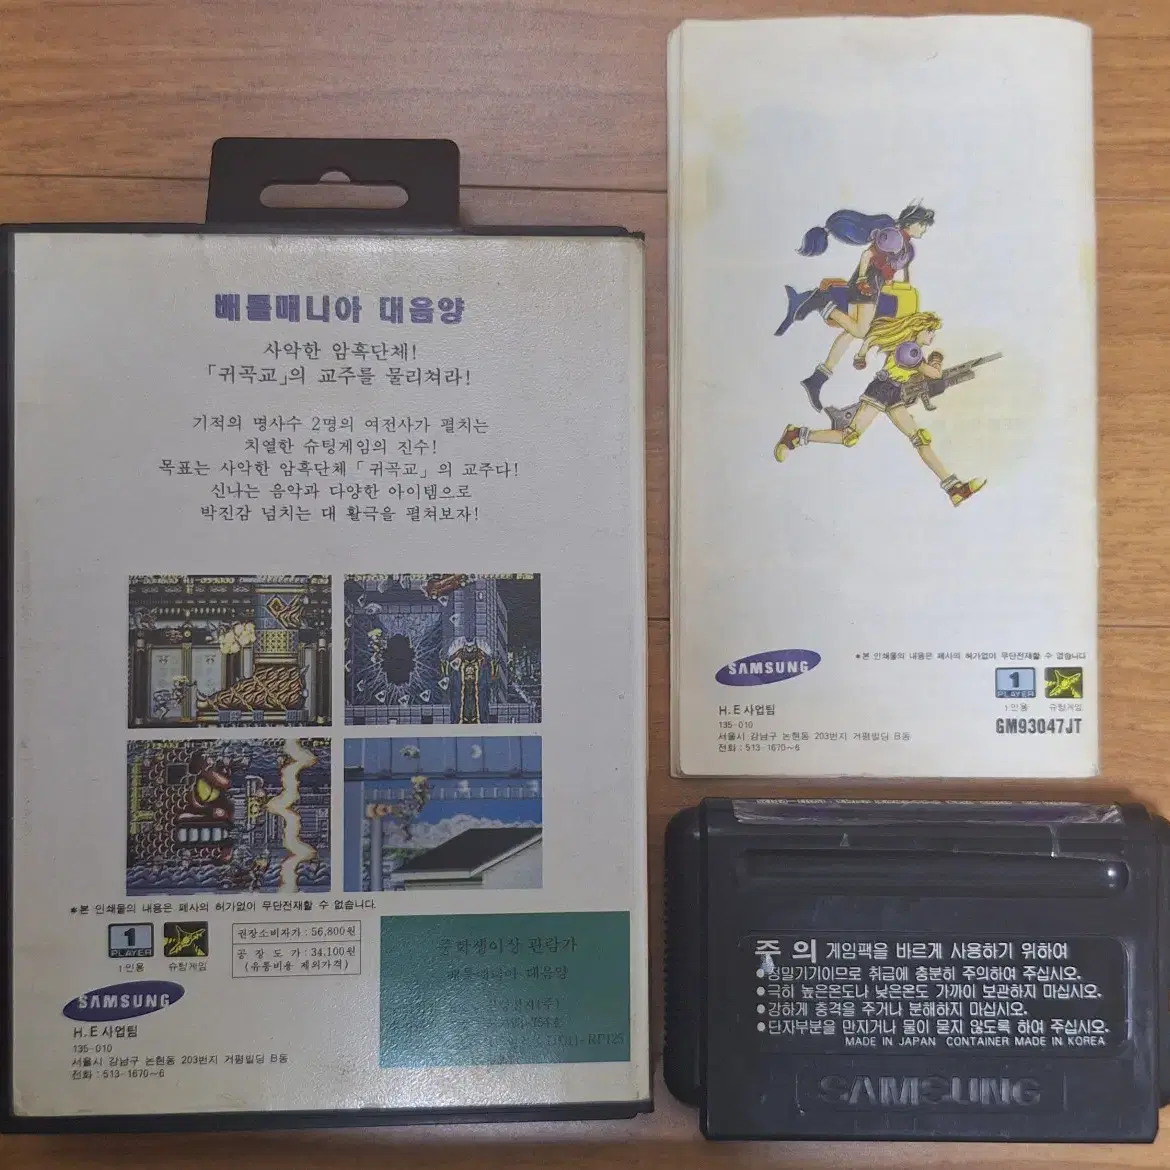 배틀매니아 대음양
사악한 암흑단체!
「귀곡교」의 교주를 물리쳐라!
기적의 명사수 2명의 여전사가 펼치는
치열한 슈팅게임의 진수!
목표는 사악한 암흑단체「귀곡교」의 교주다!
신나는 음악과 다양한 아이템으로
박진감 넘치는 대 활극을 펼쳐보자!
*본 인쇄물의 내용은 폐사의 허가없이 무단전재할 수 없습니다.
1
PLAYER
1인용
슈팅게임
권장소비자가 : 56,800원
공 장 도 가 : 34,100원
(유통비용 제외가격)
SAMSUNG
H.E사업팀
135-010
서울시 강남구 논현동 203번지 거평빌딩 B동
전화 : 513-1670~6
중학생이상 관람가
배틀매니아 대음양
*본 인쇄물의 내용은 폐사의 허가없이 무단전재할 수 없습니다
SAMSUNG
1
PLAYER
1인용
슈팅게임
GM93047JT
H.E사업팀
135-010
서울시 강남구 논현동 203번지 거평빌딩 B동
전화 : 513-1670~6
주 의 게임팩을 바르게 사용하기 위하여
●정밀기기이므로 취급에 충분히 주의하여 주십시오.
●극히 높은온도나 낮은온도 가까이 보관하지 마십시오.
●강하게 충격을 주거나 분해하지 마십시오.
●단자부분을 만지거나 물이 묻지 않도록 하여 주십시오.
MADE IN JAPAN CONTAINER MADE IN KOREA
SAMSUNG